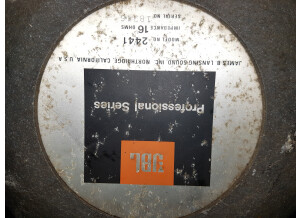 JBL
Professional Series
JAMES B. LANSING SOUND, INC. NORTHRIDGE, CALIFORNIA, U.S.A.
MODEL NO. 2441
IMPEDANCE 16 OHMS
SERIAL NO.